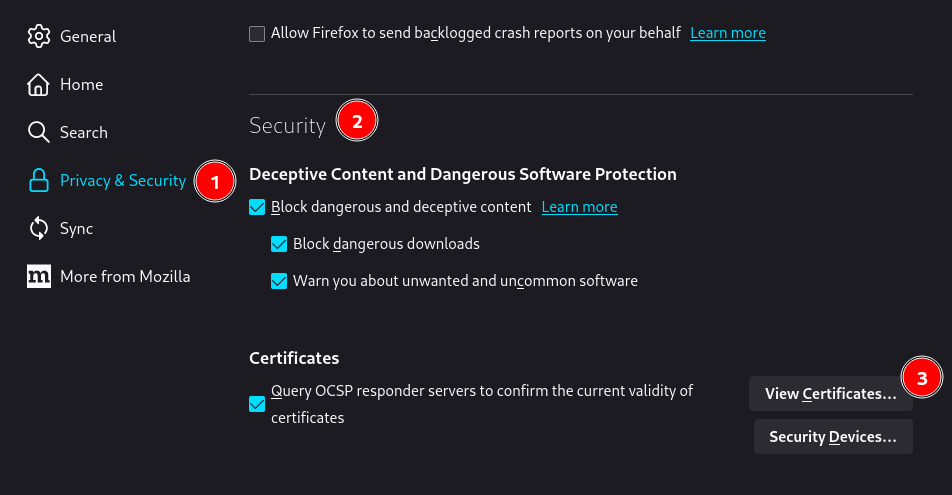 General
Home
Search
Privacy & Security 1
Sync
m More from Mozilla
Allow Firefox to send backlogged crash reports on your behalf Learn more
Security 2
Deceptive Content and Dangerous Software Protection
Block dangerous and deceptive content Learn more
Block dangerous downloads
Warn you about unwanted and uncommon software
Certificates
Query OCSP responder servers to confirm the current validity of
certificates
3
View Certificates...
Security Devices...